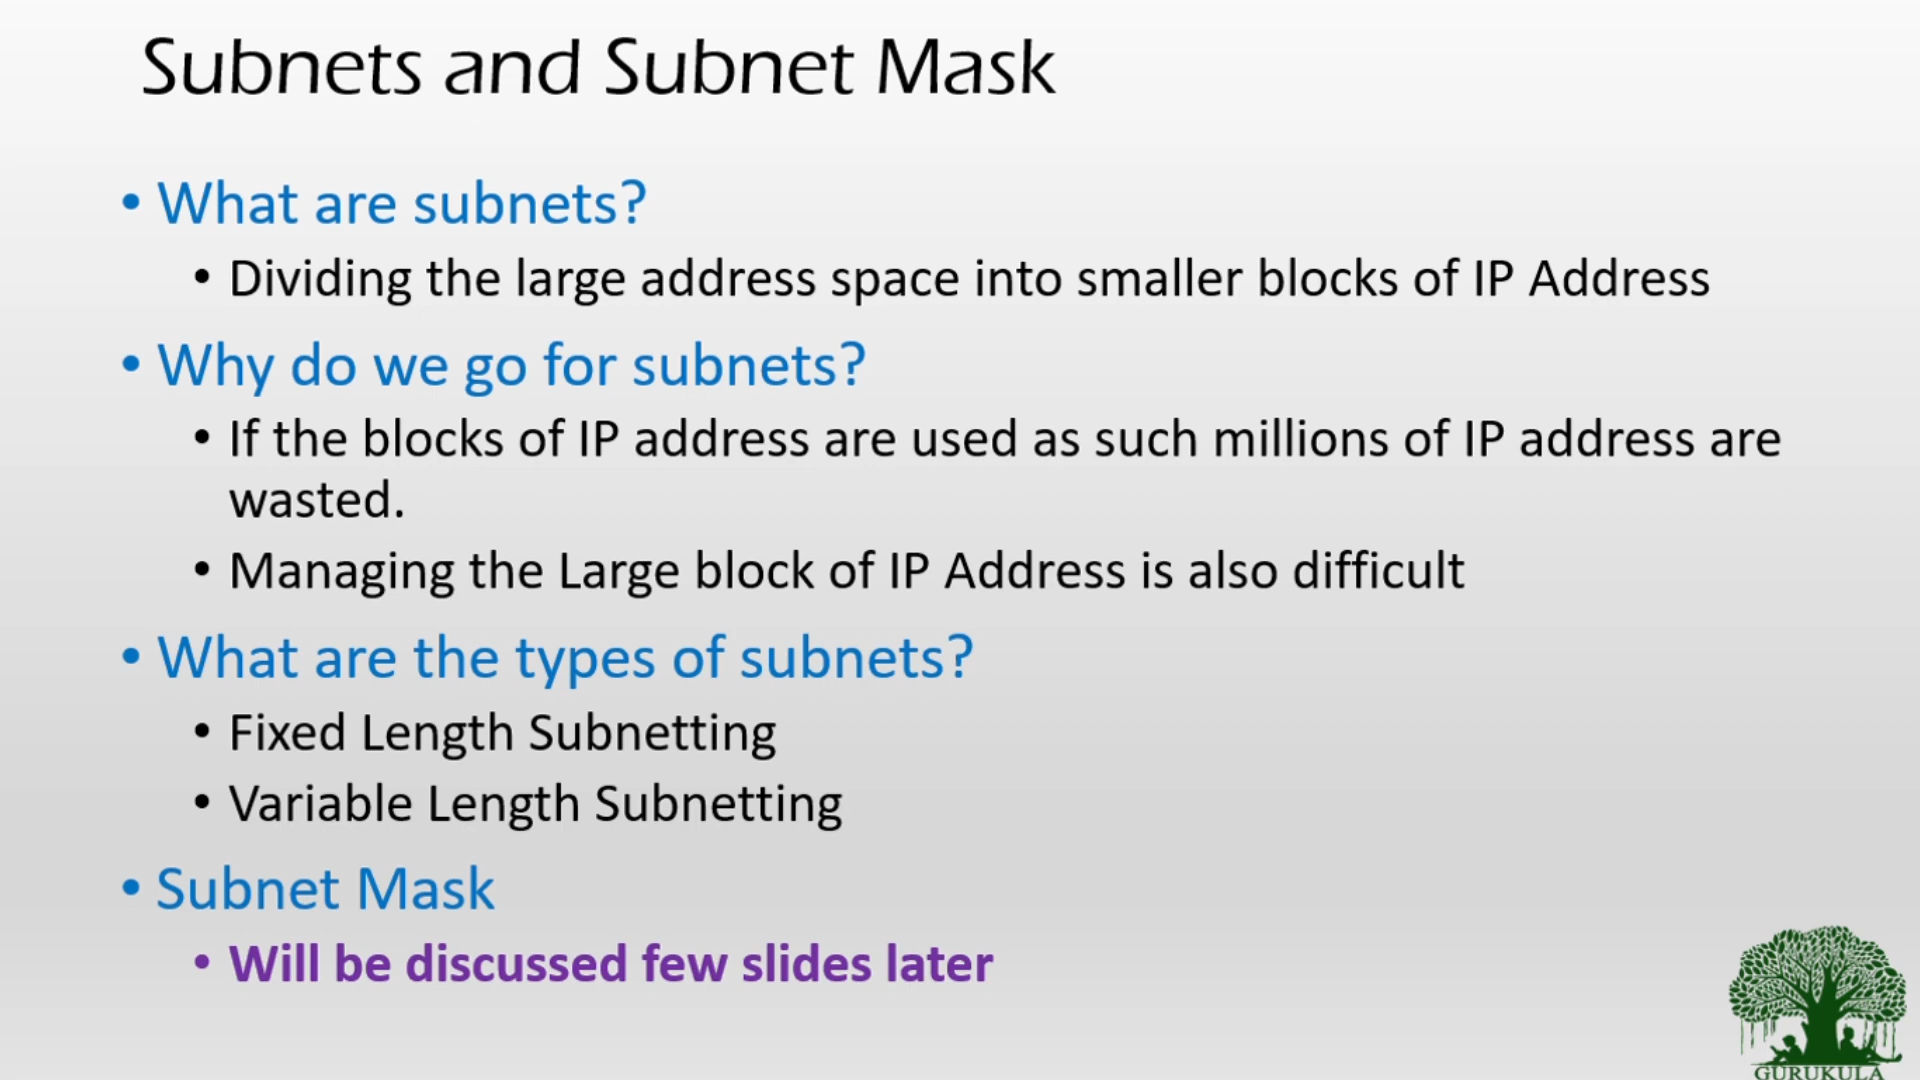 Subnets and Subnet Mask
• What are subnets?
• Dividing the large address space into smaller blocks of IP Address
• Why do we go for subnets?
• If the blocks of IP address are used as such millions of IP address are
wasted.
• Managing the Large block of IP Address is also difficult
• What are the types of subnets?
• Fixed Length Subnetting
• Variable Length Subnetting
• Subnet Mask
• Will be discussed few slides later
GURUKULA